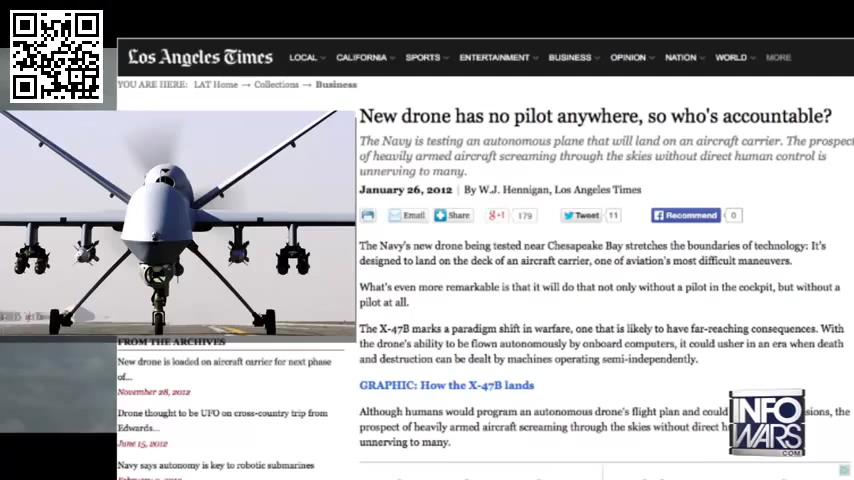 Los Angeles Times
LOCAL CALIFORNIA SPORTS ENTERTAINMENT BUSINESS OPINION NATION WORLD MORE
YOU ARE HERE: LAT Home → Collections → Business
New drone has no pilot anywhere, so who's accountable?
The Navy is testing an autonomous plane that will land on an aircraft carrier. The prospect
of heavily armed aircraft screaming through the skies without direct human control is
unnerving to many.
January 26, 2012 | By W.J. Hennigan, Los Angeles Times
Email Share g+1 179 Tweet 11 Recommend 0
The Navy's new drone being tested near Chesapeake Bay stretches the boundaries of technology: It's
designed to land on the deck of an aircraft carrier, one of aviation's most difficult maneuvers.
What's even more remarkable is that it will do that not only without a pilot in the cockpit, but without a
pilot at all.
The X-47B marks a paradigm shift in warfare, one that is likely to have far-reaching consequences. With
the drone's ability to be flown autonomously by onboard computers, it could usher in an era when death
and destruction can be dealt by machines operating semi-independently.
GRAPHIC: How the X-47B lands
Although humans would program an autonomous drone's flight plan and could sions, the
prospect of heavily armed aircraft screaming through the skies without direct h
unnerving to many.
FROM THE ARCHIVES
New drone is loaded on aircraft carrier for next phase
of...
November 28, 2012
Drone thought to be UFO on cross-country trip from
Edwards...
June 15, 2012
Navy says autonomy is key to robotic submarines
INFO
WARS
.COM